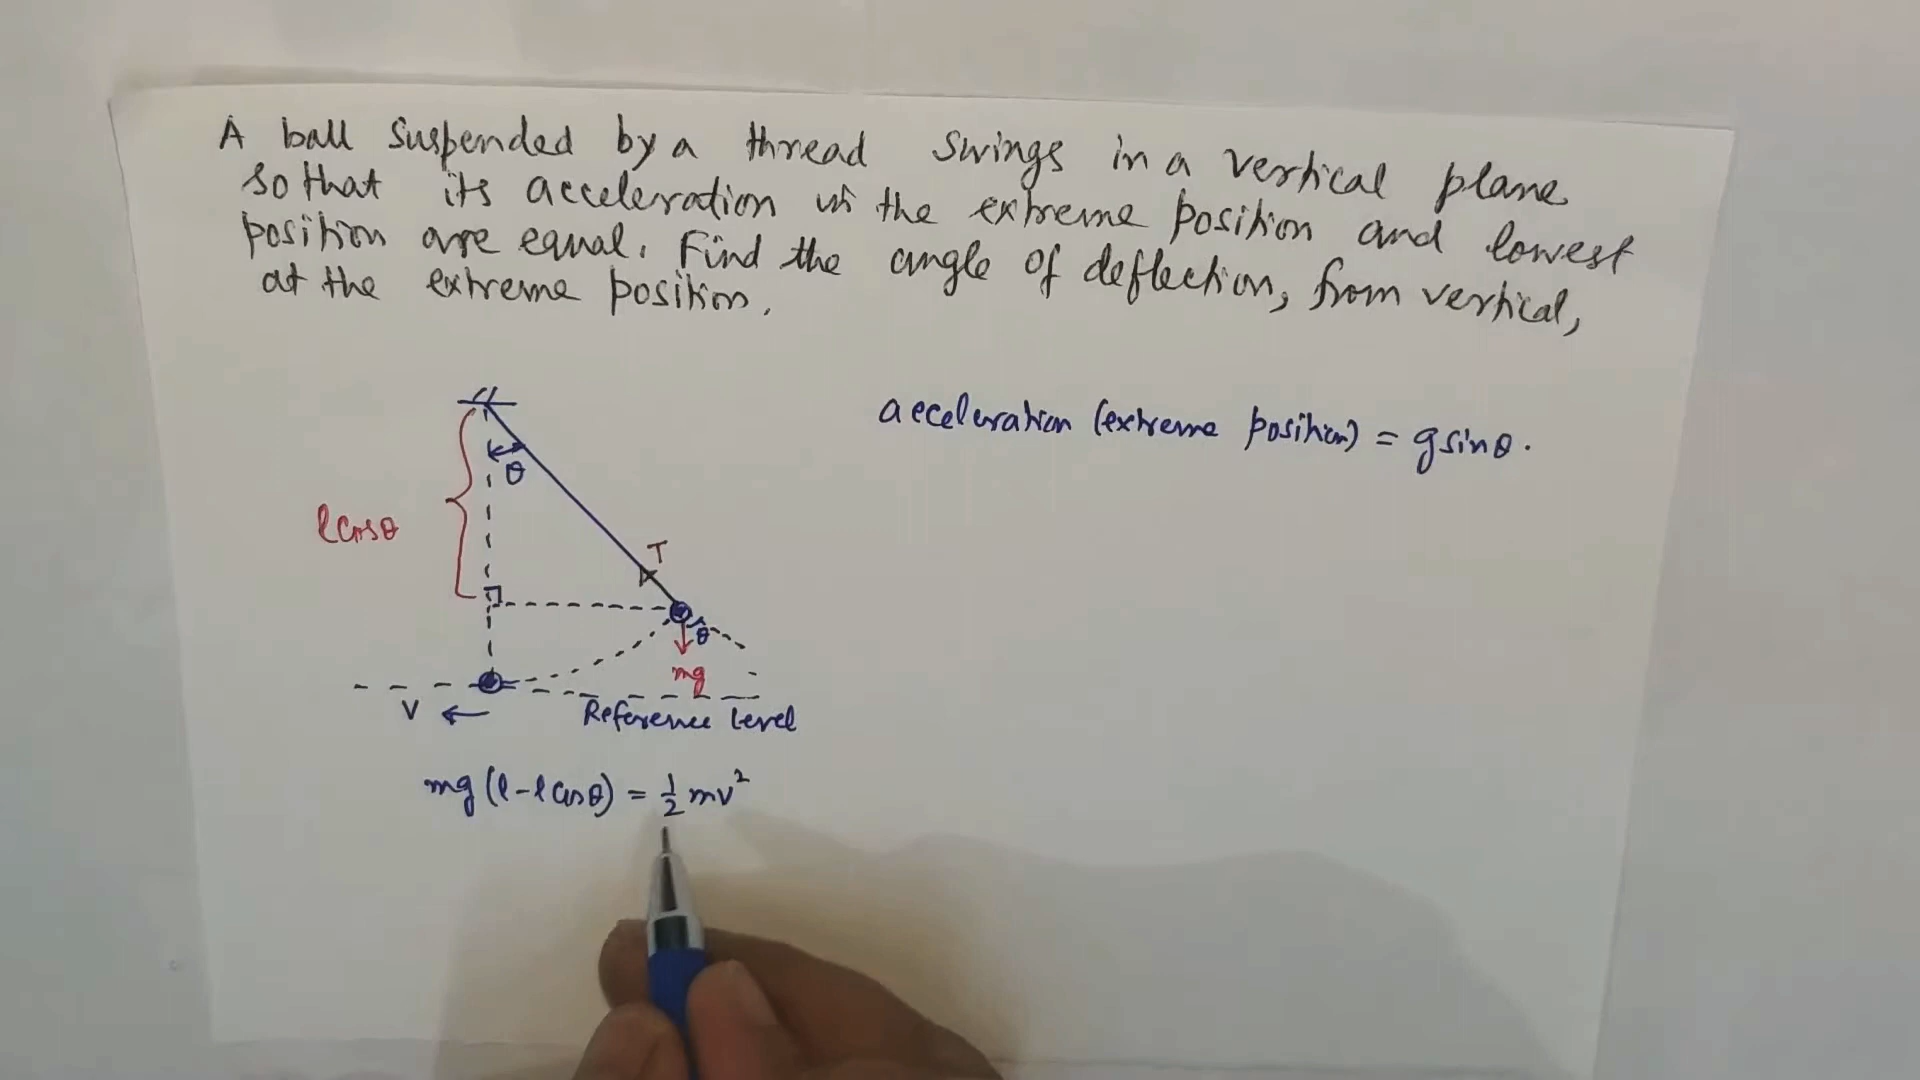 A ball suspended by a thread swings in a vertical plane
so that its acceleration in the extreme position and lowest
position are equal. Find the angle of deflection, from vertical,
at the extreme position.
acceleration (extreme position) = g sinθ.
θ
l cosθ
T
θ
mg
V
Reference level
mg (l - l cosθ) = 1/2 mv²